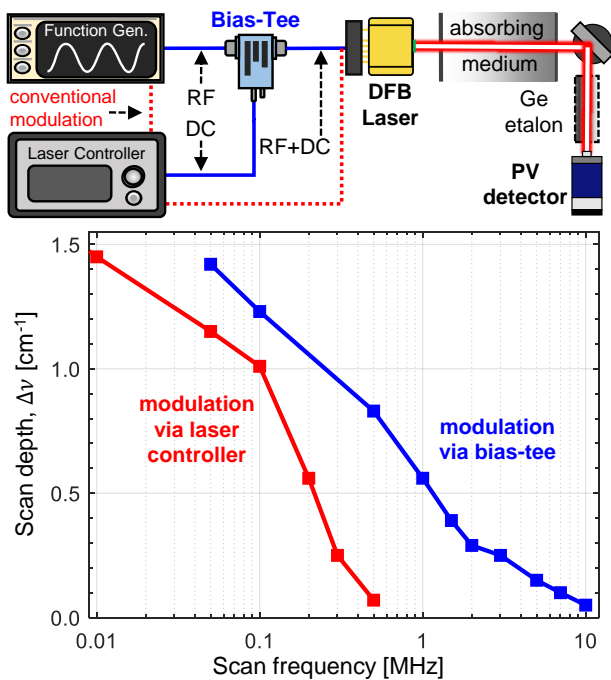 Function Gen.
Bias-Tee
absorbing
medium
conventional
modulation
RF
DC
RF+DC
DFB
Laser
Ge
etalon
Laser Controller
PV
detector
1.5
1.0
0.5
0.0
Scan depth, Δν [cm⁻¹]
modulation
via laser
controller
modulation
via bias-tee
0.01
0.1
1
10
Scan frequency [MHz]